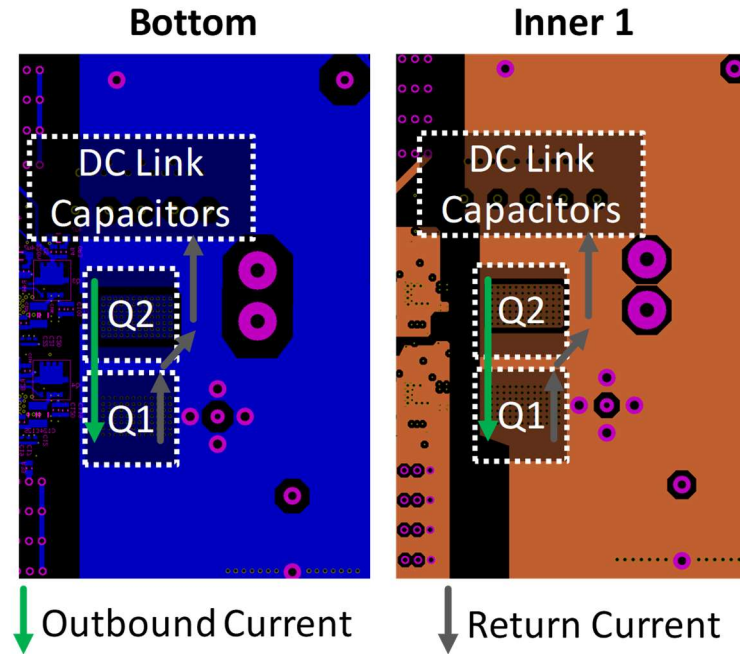 Bottom
Inner 1
DC Link
Capacitors
Q2
Q1
DC Link
Capacitors
Q2
Q1
Outbound Current
Return Current